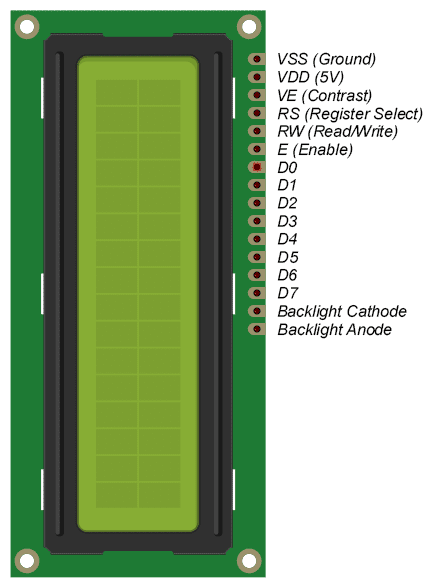 VSS (Ground)
VDD (5V)
VE (Contrast)
RS (Register Select)
RW (Read/Write)
E (Enable)
D0
D1
D2
D3
D4
D5
D6
D7
Backlight Cathode
Backlight Anode